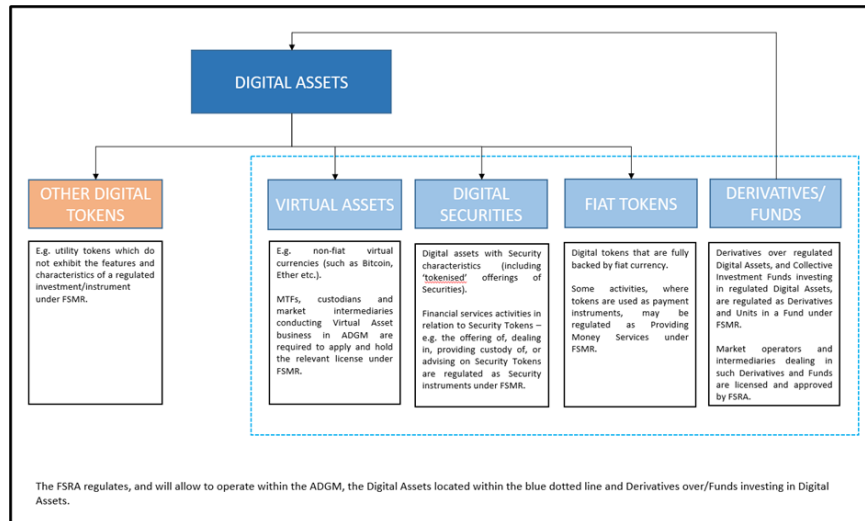 DIGITAL ASSETS
OTHER DIGITAL
TOKENS
E.g. utility tokens which do
not exhibit the features and
characteristics of a regulated
investment/instrument
under FSMR.
VIRTUAL ASSETS
E.g. non-fiat virtual
currencies (such as Bitcoin,
Ether etc.).
MTFs, custodians and
market intermediaries
conducting Virtual Asset
business in ADGM are
required to apply and hold
the relevant license under
FSMR.
DIGITAL
SECURITIES
Digital assets with Security
characteristics (including
‘tokenised’ offerings of
Securities).
Financial services activities in
relation to Security Tokens –
e.g. the offering of, dealing
in, providing custody of, or
advising on Security Tokens
are regulated as Security
instruments under FSMR.
FIAT TOKENS
Digital tokens that are fully
backed by fiat currency.
Some activities, where
tokens are used as payment
instruments, may be
regulated as Providing
Money Services under
FSMR.
DERIVATIVES/
FUNDS
Derivatives over regulated
Digital Assets, and Collective
Investment Funds investing
in regulated Digital Assets,
are regulated as Derivatives
and Units in a Fund under
FSMR.
Market operators and
intermediaries dealing in
such Derivatives and Funds
are licensed and approved
by FSRA.
The FSRA regulates, and will allow to operate within the ADGM, the Digital Assets located within the blue dotted line and Derivatives over/Funds investing in Digital
Assets.